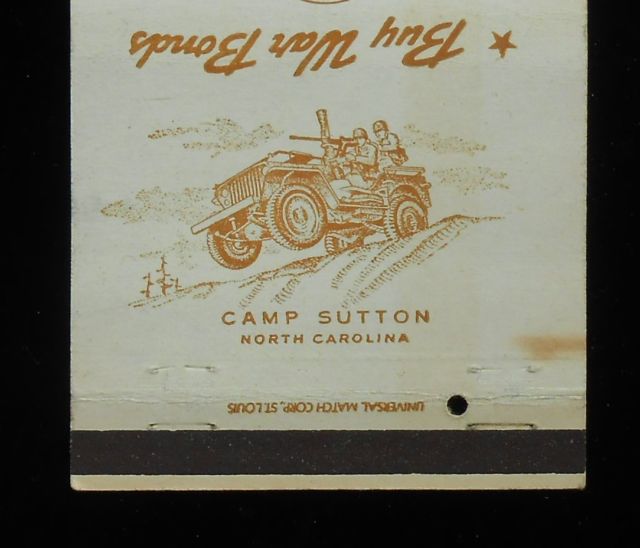 Buy War Bonds
CAMP SUTTON
NORTH CAROLINA
UNIVERSAL MATCH CORP., ST. LOUIS